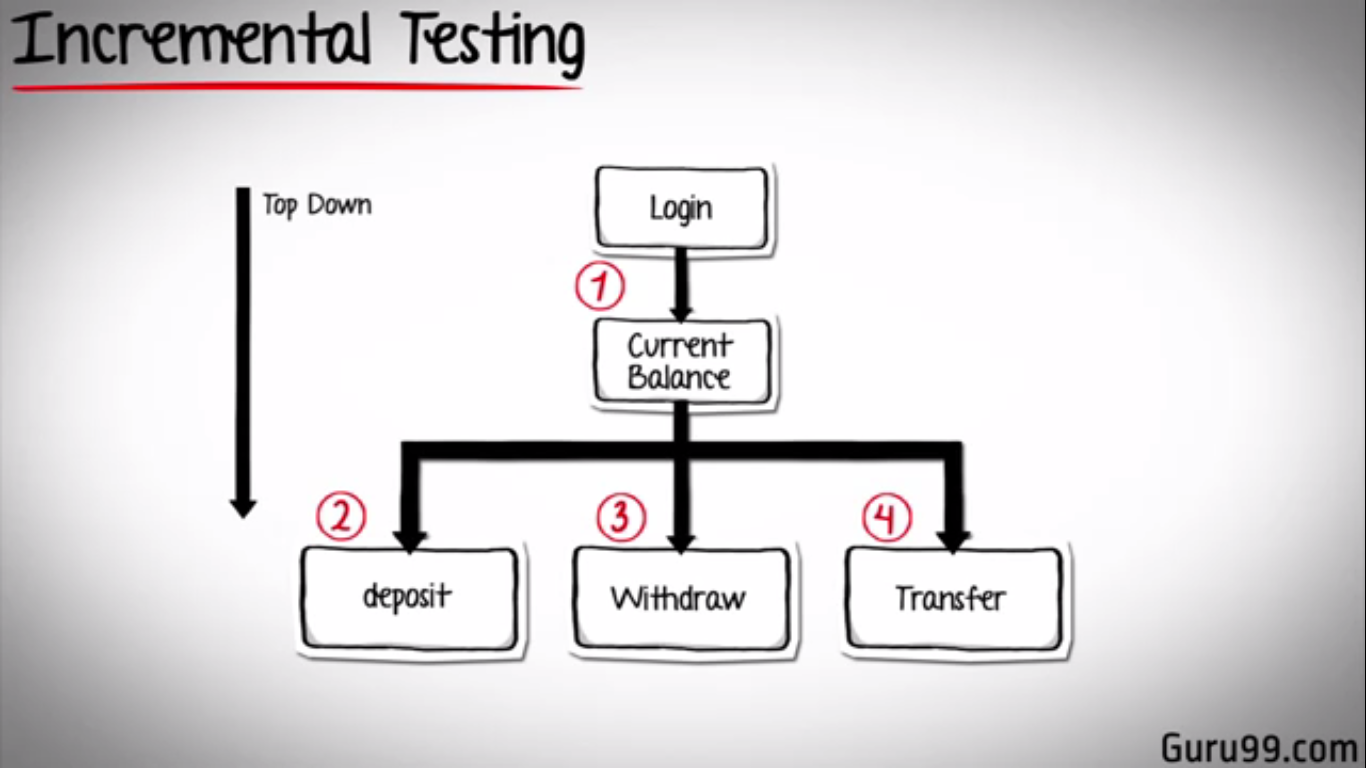 Incremental Testing
Top Down
Login
1
Current
Balance
2
3
4
deposit
Withdraw
Transfer
Guru99.com